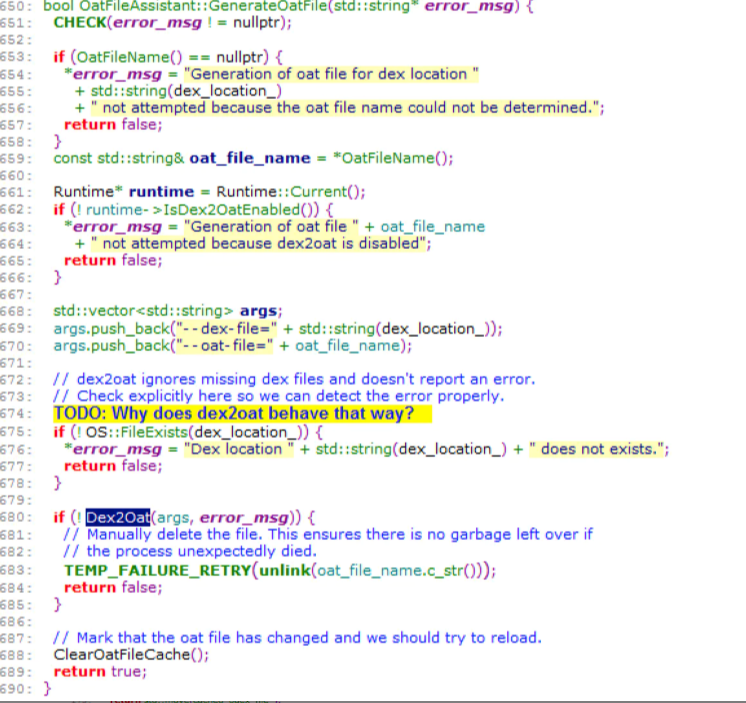 650: bool OatFileAssistant::GenerateOatFile(std::string* error_msg) {
651: CHECK(error_msg != nullptr);
652:
653: if (OatFileName() == nullptr) {
654: *error_msg = "Generation of oat file for dex location "
655: + std::string(dex_location_)
656: + " not attempted because the oat file name could not be determined.";
657: return false;
658: }
659: const std::string& oat_file_name = *OatFileName();
660:
661: Runtime* runtime = Runtime::Current();
662: if (!runtime->IsDex2OatEnabled()) {
663: *error_msg = "Generation of oat file " + oat_file_name
664: + " not attempted because dex2oat is disabled";
665: return false;
666: }
667:
668: std::vector<std::string> args;
669: args.push_back("--dex-file=" + std::string(dex_location_));
670: args.push_back("--oat-file=" + oat_file_name);
671:
672: // dex2oat ignores missing dex files and doesn't report an error.
673: // Check explicitly here so we can detect the error properly.
674: TODO: Why does dex2oat behave that way?
675: if (!OS::FileExists(dex_location_)) {
676: *error_msg = "Dex location " + std::string(dex_location_) + " does not exists.";
677: return false;
678: }
679:
680: if (!Dex2Oat(args, error_msg)) {
681: // Manually delete the file. This ensures there is no garbage left over if
682: // the process unexpectedly died.
683: TEMP_FAILURE_RETRY(unlink(oat_file_name.c_str()));
684: return false;
685: }
686:
687: // Mark that the oat file has changed and we should try to reload.
688: ClearOatFileCache();
689: return true;
690: }